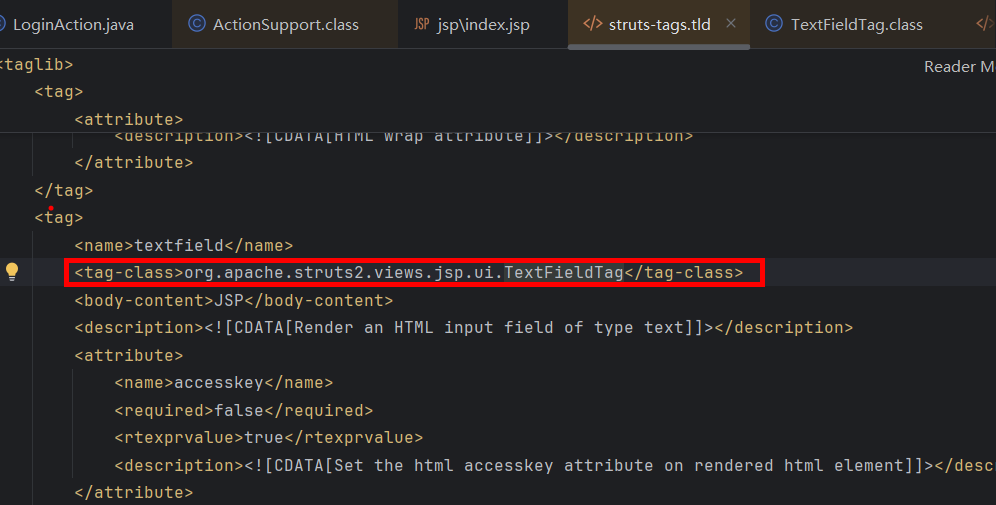 LoginAction.java
ActionSupport.class
JSP jsp\index.jsp
struts-tags.tld
TextFieldTag.class
<taglib>
Reader M
<tag>
<attribute>
<description><![CDATA[HTML wrap attribute]]></description>
</attribute>
</tag>
<tag>
<name>textfield</name>
<tag-class>org.apache.struts2.views.jsp.ui.TextFieldTag</tag-class>
<body-content>JSP</body-content>
<description><![CDATA[Render an HTML input field of type text]]></description>
<attribute>
<name>accesskey</name>
<required>false</required>
<rtexprvalue>true</rtexprvalue>
<description><![CDATA[Set the html accesskey attribute on rendered html element]]></desc
</attribute>